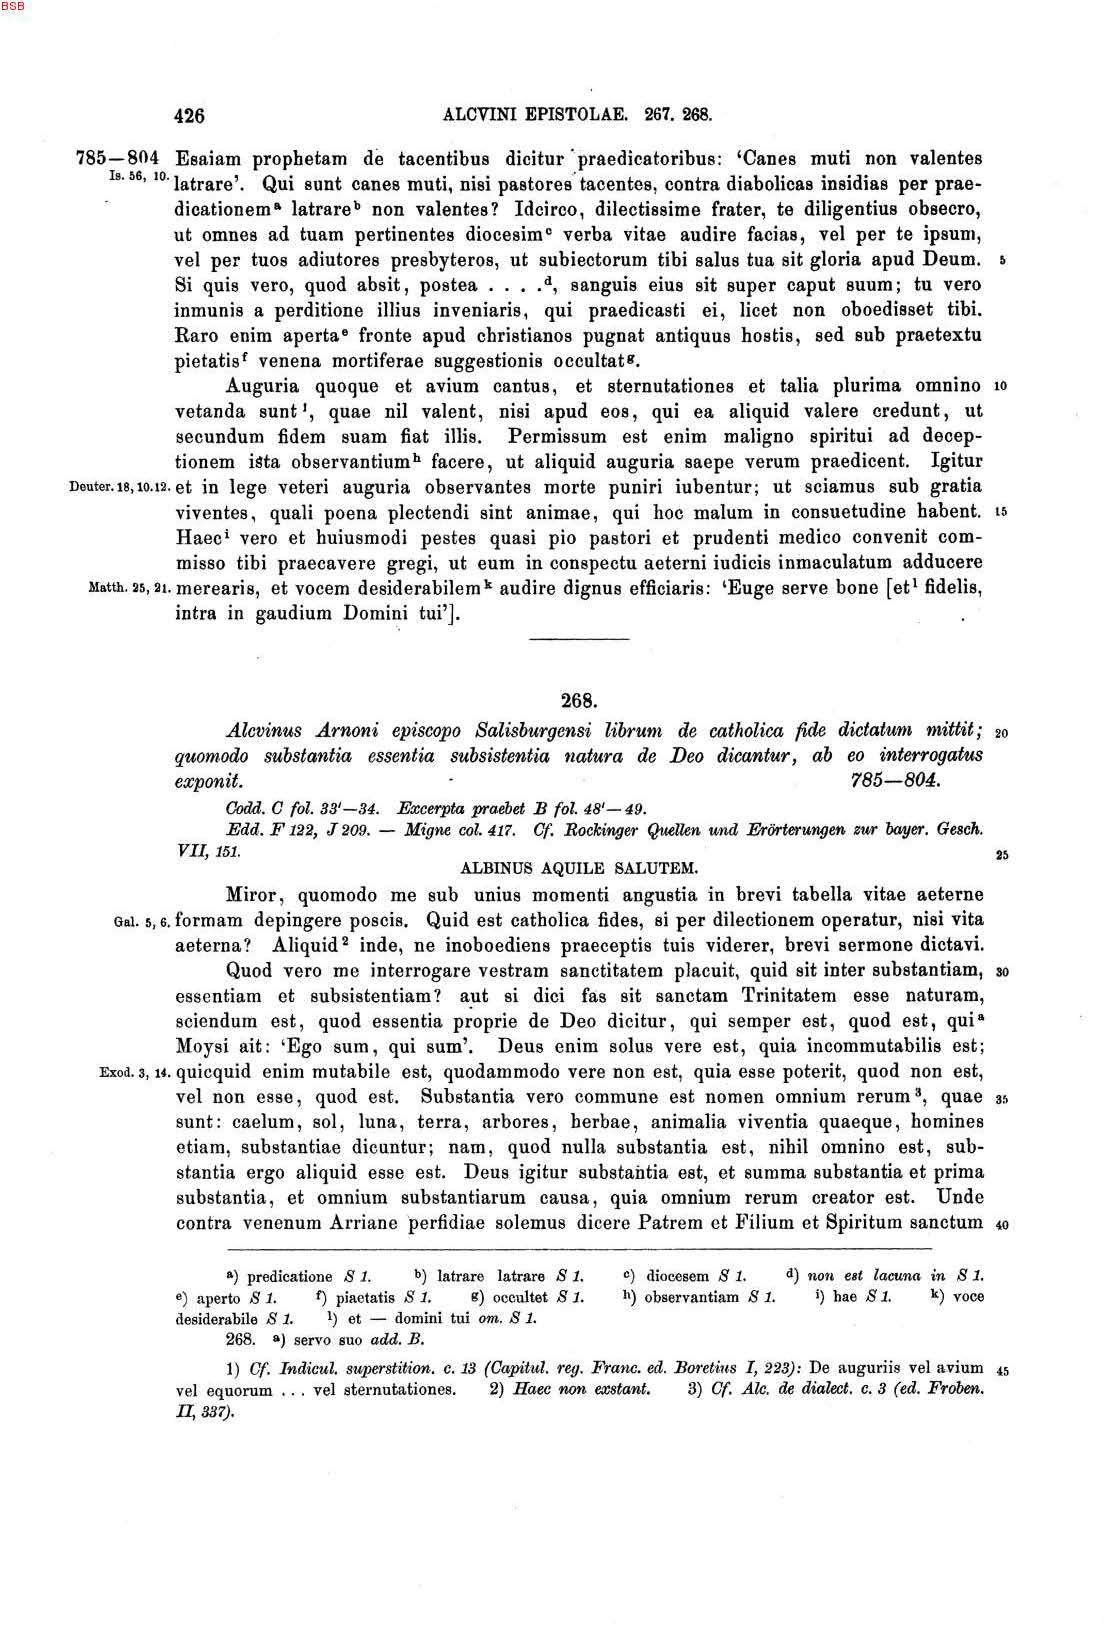 BSB
426 ALCVINI EPISTOLAE. 267. 268.
785—804 Esaiam prophetam de tacentibus dicitur praedicatoribus: ‘Canes muti non valentes
Is. 56, 10. latrare’. Qui sunt canes muti, nisi pastores tacentes, contra diabolicas insidias per prae-
dicationemᵃ latrareᵇ non valentes? Idcirco, dilectissime frater, te diligentius obsecro,
ut omnes ad tuam pertinentes diocesimᶜ verba vitae audire facias, vel per te ipsum,
vel per tuos adiutores presbyteros, ut subiectorum tibi salus tua sit gloria apud Deum. 5
Si quis vero, quod absit, postea . . . .ᵈ, sanguis eius sit super caput suum; tu vero
inmunis a perditione illius inveniaris, qui praedicasti ei, licet non oboedisset tibi.
Raro enim apertaᵉ fronte apud christianos pugnat antiquus hostis, sed sub praetextu
pietatisᶠ venena mortiferae suggestionis occultatᵍ.
Auguria quoque et avium cantus, et sternutationes et talia plurima omnino 10
vetanda sunt¹, quae nil valent, nisi apud eos, qui ea aliquid valere credunt, ut
secundum fidem suam fiat illis. Permissum est enim maligno spiritui ad decep-
tionem ista observantiumʰ facere, ut aliquid auguria saepe verum praedicent. Igitur
Deuter. 18, 10. 12. et in lege veteri auguria observantes morte puniri iubentur; ut sciamus sub gratia
viventes, quali poena plectendi sint animae, qui hoc malum in consuetudine habent. 15
Haecⁱ vero et huiusmodi pestes quasi pio pastori et prudenti medico convenit com-
misso tibi praecavere gregi, ut eum in conspectu aeterni iudicis inmaculatum adducere
Matth. 25, 21. merearis, et vocem desiderabilemᵏ audire dignus efficiaris: ‘Euge serve bone [etˡ fidelis,
intra in gaudium Domini tui’].
268.
Alcvinus Arnoni episcopo Salisburgensi librum de catholica fide dictatum mittit; 20
quomodo substantia essentia subsistentia natura de Deo dicantur, ab eo interrogatus
exponit. 785—804.
Codd. C fol. 33'—34. Excerpta praebet B fol. 48'—49.
Edd. F 122, J 209. — Migne col. 417. Cf. Rockinger Quellen und Erörterungen zur bayer. Gesch.
VII, 151. 25
ALBINUS AQUILE SALUTEM.
Miror, quomodo me sub unius momenti angustia in brevi tabella vitae aeterne
Gal. 5, 6. formam depingere poscis. Quid est catholica fides, si per dilectionem operatur, nisi vita
aeterna? Aliquid² inde, ne inoboediens praeceptis tuis viderer, brevi sermone dictavi.
Quod vero me interrogare vestram sanctitatem placuit, quid sit inter substantiam, 30
essentiam et subsistentiam? aut si dici fas sit sanctam Trinitatem esse naturam,
sciendum est, quod essentia proprie de Deo dicitur, qui semper est, quod est, quiᵃ
Moysi ait: ‘Ego sum, qui sum’. Deus enim solus vere est, quia incommutabilis est;
Exod. 3, 14. quicquid enim mutabile est, quodammodo vere non est, quia esse poterit, quod non est,
vel non esse, quod est. Substantia vero commune est nomen omnium rerum³, quae 35
sunt: caelum, sol, luna, terra, arbores, herbae, animalia viventia quaeque, homines
etiam, substantiae dicuntur; nam, quod nulla substantia est, nihil omnino est, sub-
stantia ergo aliquid esse est. Deus igitur substantia est, et summa substantia et prima
substantia, et omnium substantiarum causa, quia omnium rerum creator est. Unde
contra venenum Arriane perfidiae solemus dicere Patrem et Filium et Spiritum sanctum 40
a) predicatione S 1. b) latrare latrare S 1. c) diocesem S 1. d) non est lacuna in S 1.
e) aperto S 1. f) piaetatis S 1. g) occultet S 1. h) observantiam S 1. i) hae S 1. k) voce
desiderabile S 1. l) et — domini tui om. S 1.
268. a) servo suo add. B.
1) Cf. Indicul. superstition. c. 13 (Capitul. reg. Franc. ed. Boretius I, 223): De auguriis vel avium 45
vel equorum . . . vel sternutationes. 2) Haec non exstant. 3) Cf. Alc. de dialect. c. 3 (ed. Froben.
II, 337).